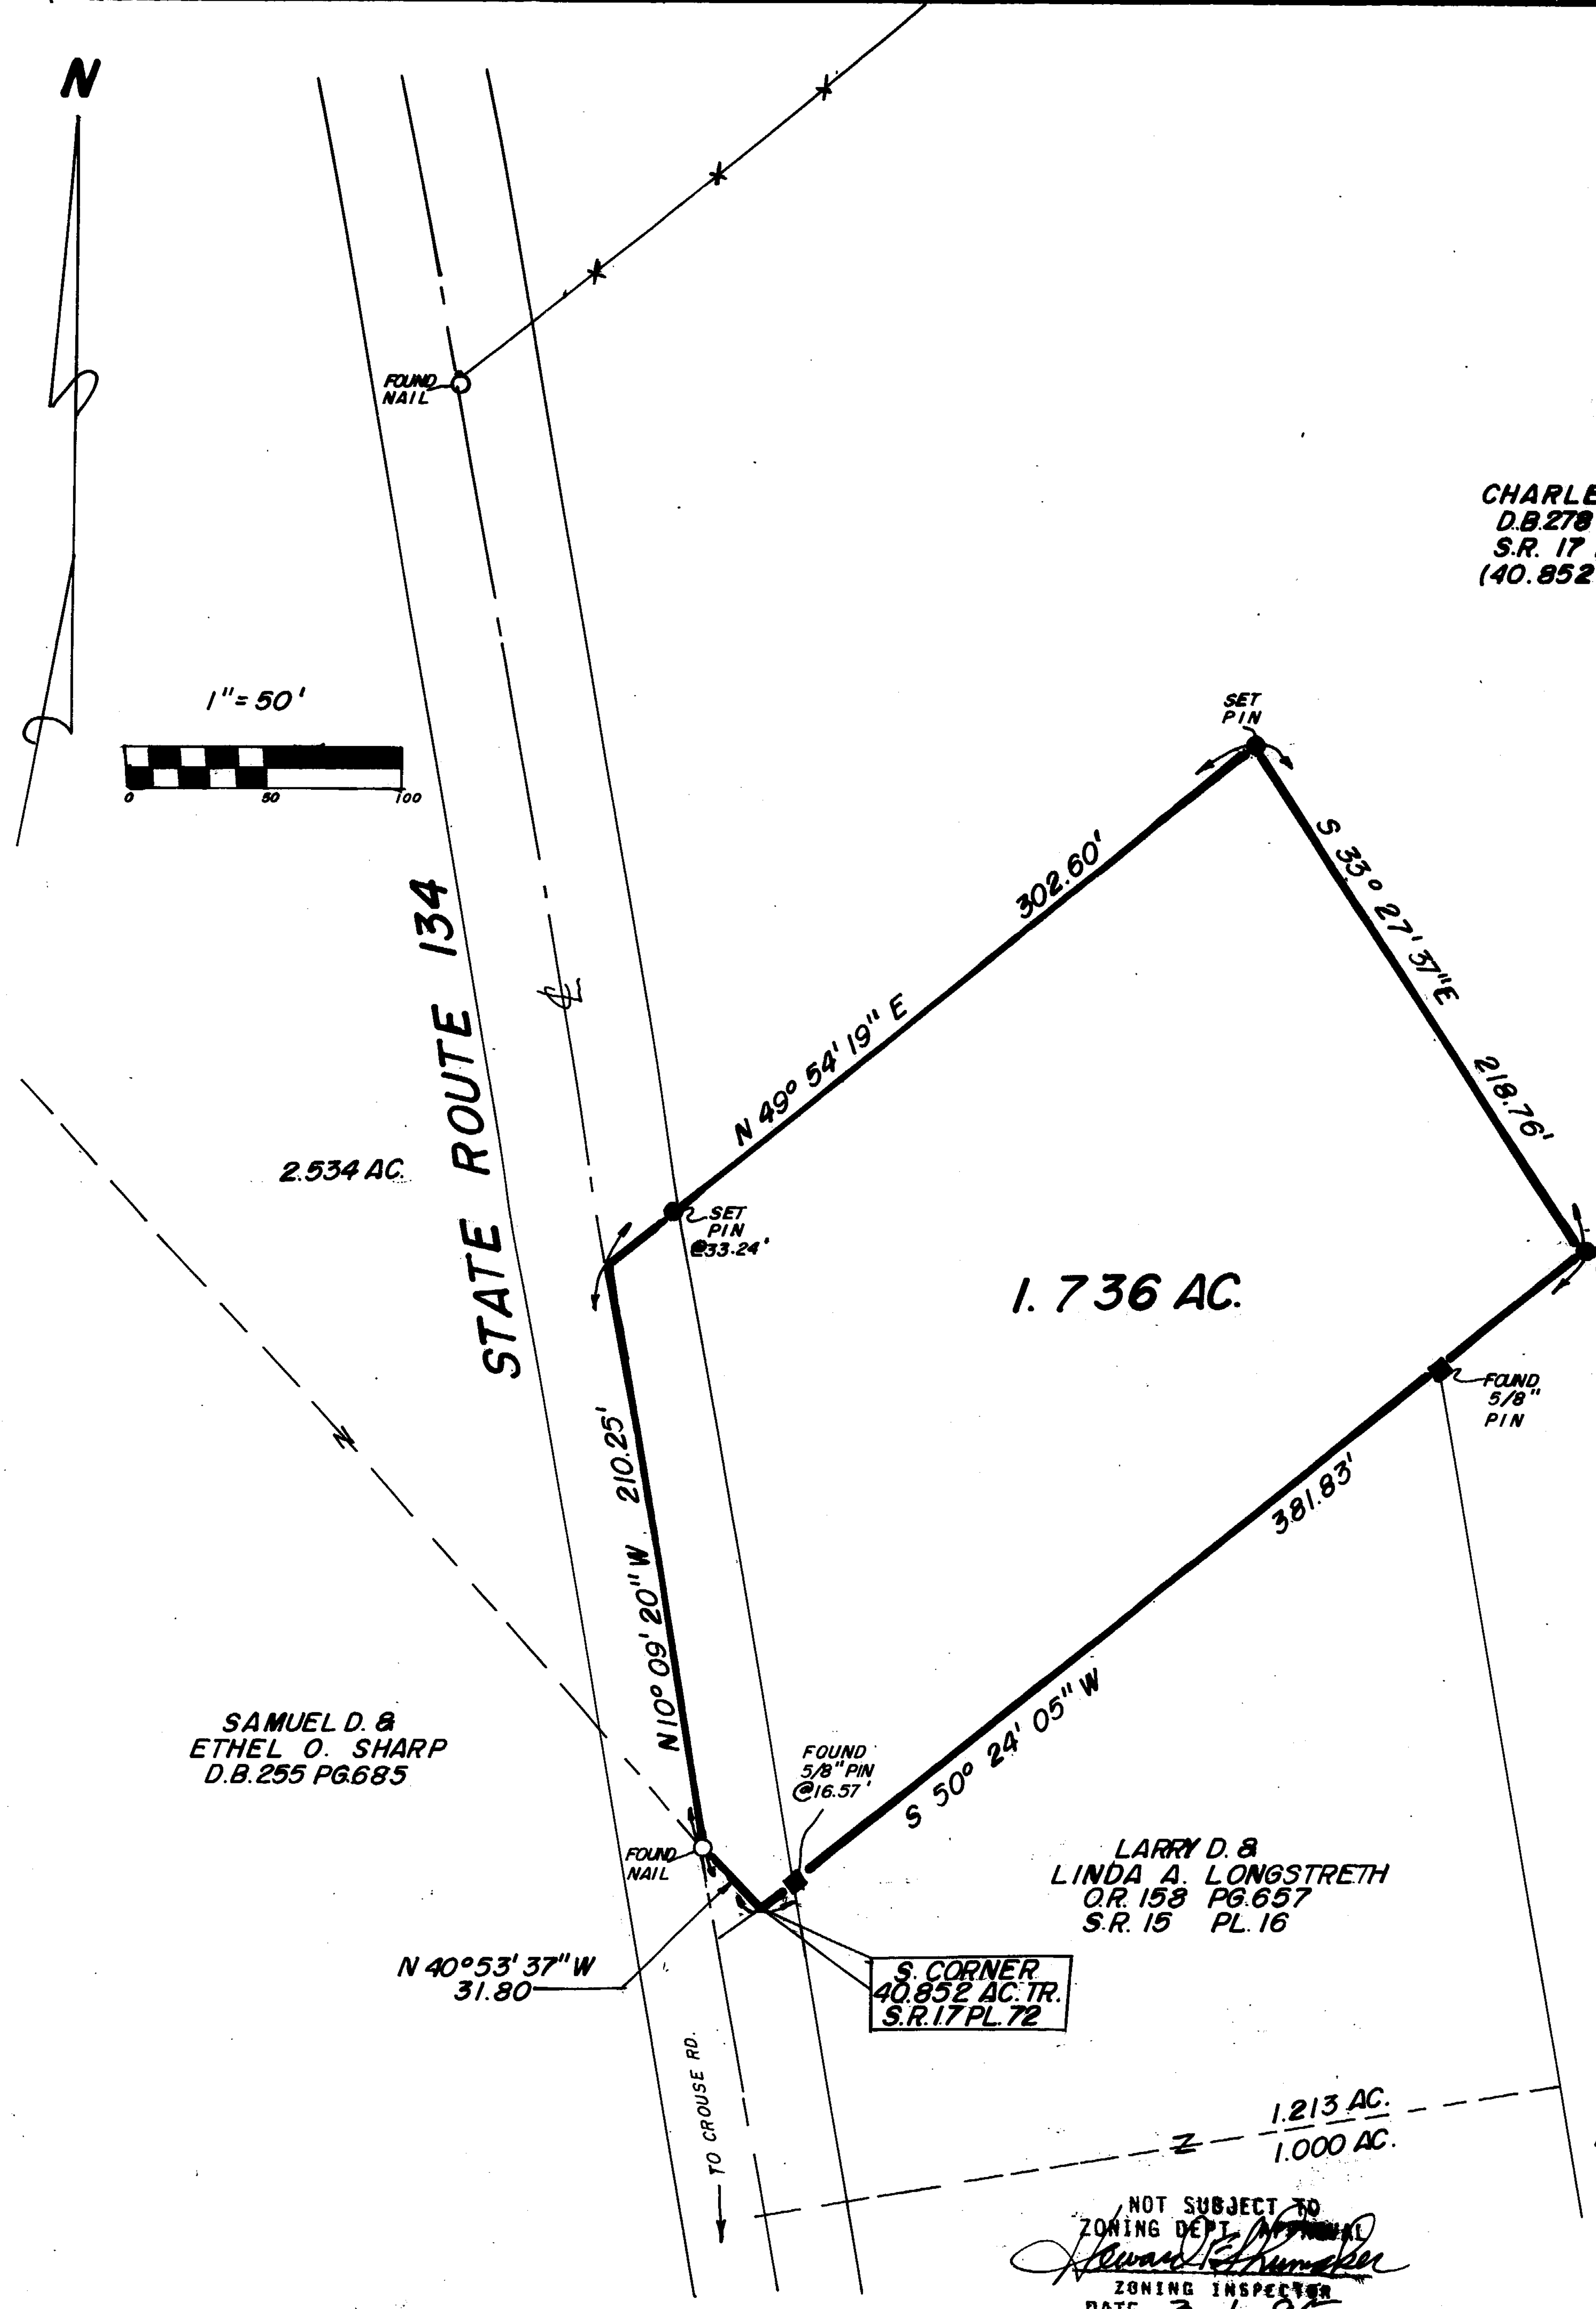 N
FOUND
NAIL
CHARLE
D.B.278
S.R. 17
(40.852
1"= 50'
0 50 100
SET
PIN
STATE ROUTE 134
302.60'
N 49° 54' 19" E
S 33° 27' 37" E
218.76'
2.534 AC.
SET
PIN
@33.24'
1.736 AC.
FOUND
5/8"
PIN
210.25'
N10° 09' 20" W
381.83'
S 50° 24' 05" W
SAMUEL D. &
ETHEL O. SHARP
D.B.255 PG.685
FOUND
5/8" PIN
@16.57'
FOUND
NAIL
LARRY D. &
LINDA A. LONGSTRETH
O.R. 158 PG.657
S.R. 15 PL. 16
N 40°53' 37" W
31.80
S. CORNER
40.852 AC. TR.
S.R.17 PL. 72
TO CROUSE RD.
1.213 AC.
1.000 AC.
NOT SUBJECT TO
ZONING DEPT. APPROVAL
ZONING INSPECTOR
DATE